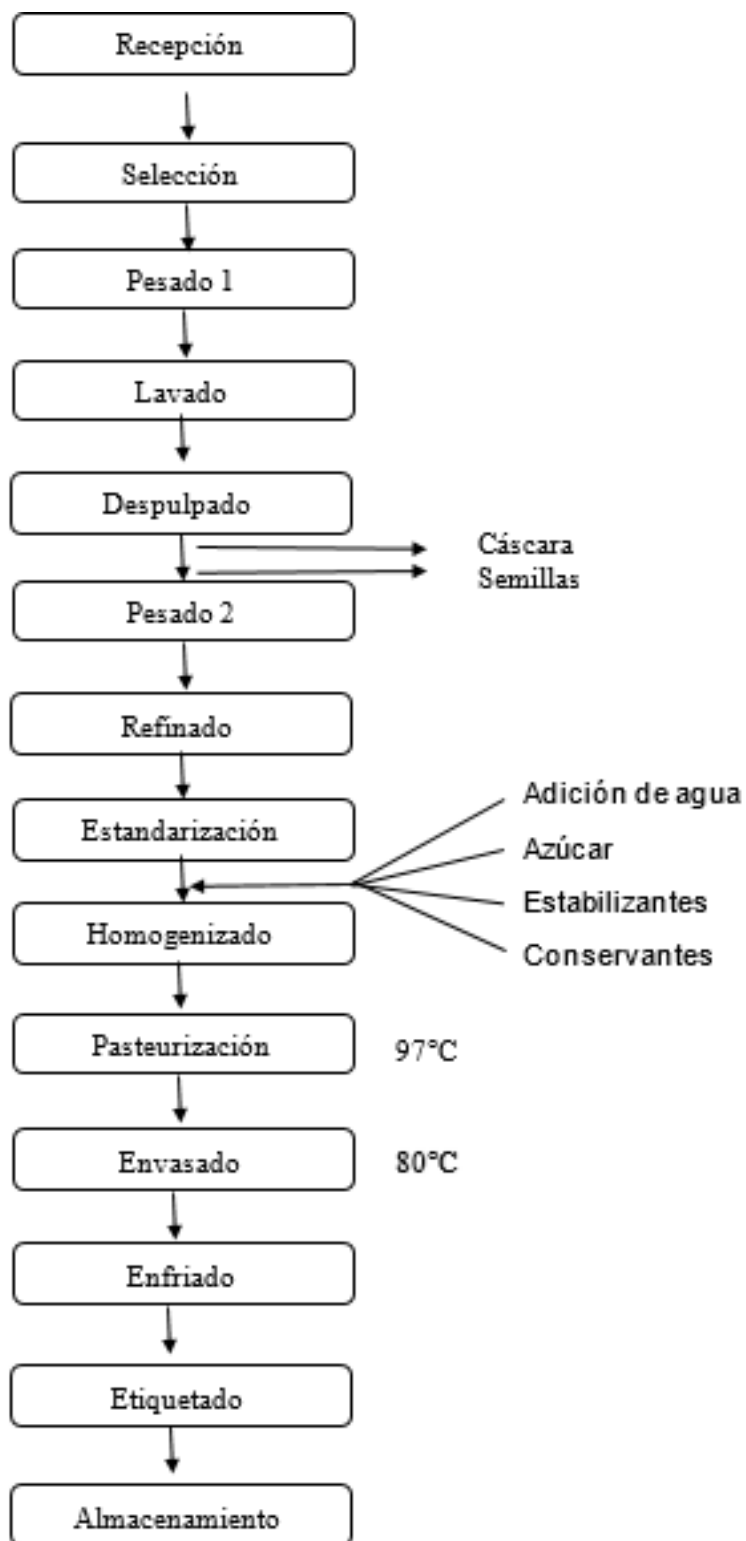 Recepción
Selección
Pesado 1
Lavado
Despulpado
Cáscara
Semillas
Pesado 2
Refinado
Estandarización
Adición de agua
Azúcar
Estabilizantes
Conservantes
Homogenizado
Pasteurización 97°C
Envasado 80°C
Enfriado
Etiquetado
Almacenamiento